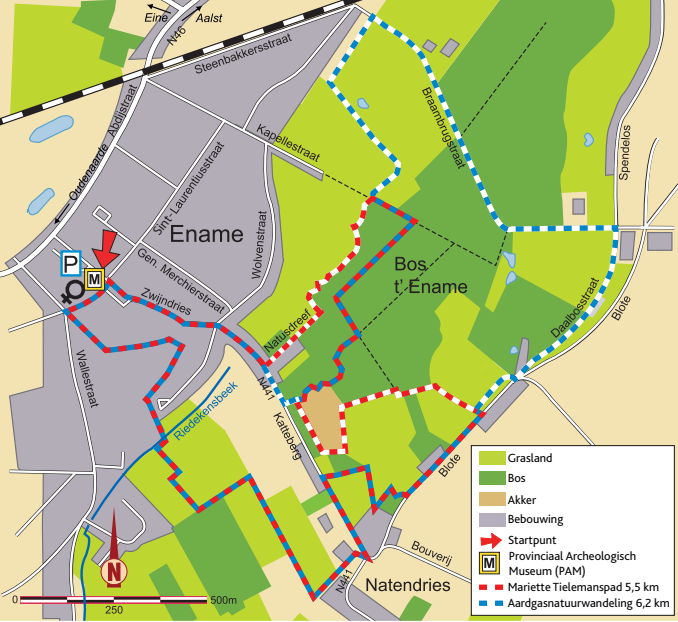 Eine
Aalst
N46
Steenbakkersstraat
Oudenaarde
Abdijstraat
Kapellestraat
Braambrugstraat
Spendelos
Sint-Laurentiusstraat
Ename
Wolvenstraat
P
M
Gen. Merchierstraat
Zwijndries
Bos
t' Ename
Natusdreef
Daalbosstraat
Blote
Wallestraat
N441
Riedekensbeek
Katteberg
Blote
Bouverij
N441
Natendries
N
0
250
500m
Grasland
Bos
Akker
Bebouwing
Startpunt
M
Provinciaal Archeologisch
Museum (PAM)
Mariette Tielemanspad 5,5 km
Aardgasnatuurwandeling 6,2 km